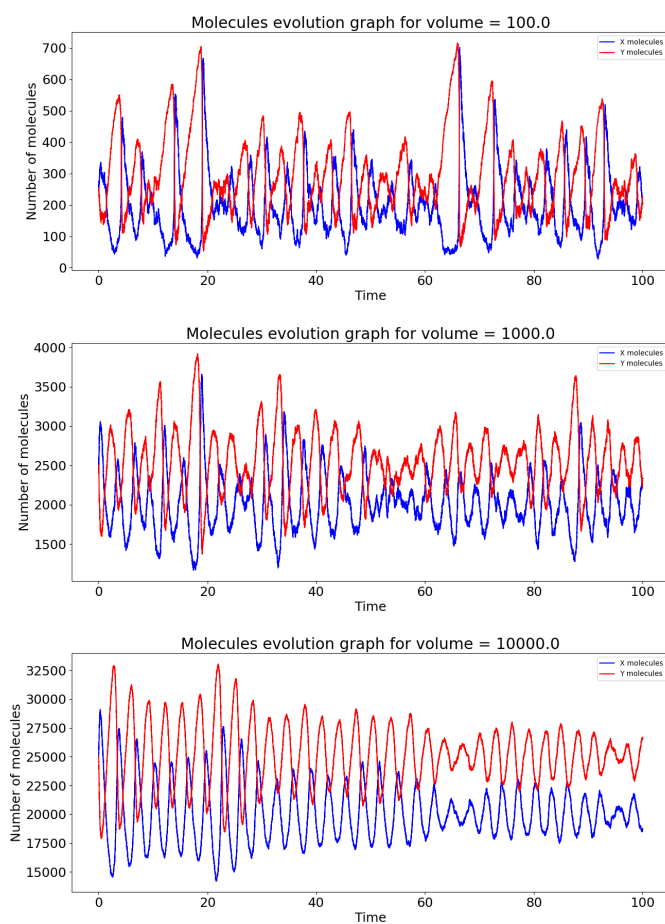 Molecules evolution graph for volume = 100.0
X molecules
Y molecules
Number of molecules
700
600
500
400
300
200
100
0
0
20
40
60
80
100
Time
Molecules evolution graph for volume = 1000.0
X molecules
Y molecules
Number of molecules
4000
3500
3000
2500
2000
1500
0
20
40
60
80
100
Time
Molecules evolution graph for volume = 10000.0
X molecules
Y molecules
Number of molecules
32500
30000
27500
25000
22500
20000
17500
15000
0
20
40
60
80
100
Time